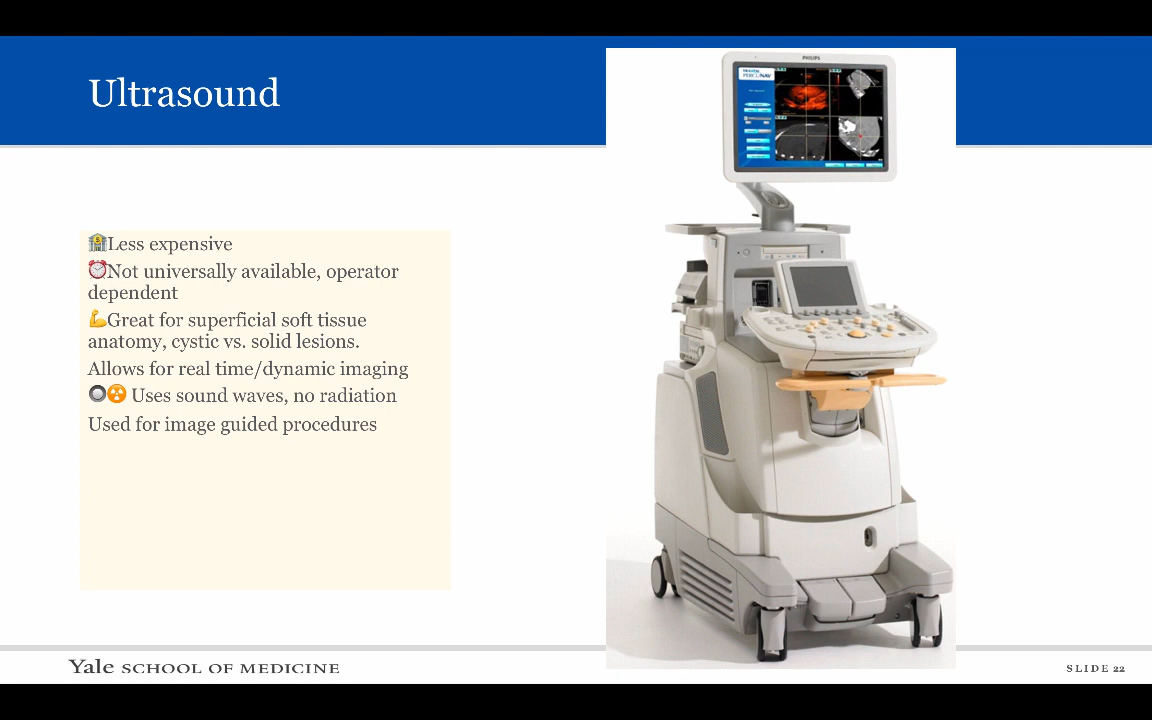 Ultrasound
PHILIPS
PERCUNAV
🏦Less expensive
⏰Not universally available, operator
dependent
💪Great for superficial soft tissue
anatomy, cystic vs. solid lesions.
Allows for real time/dynamic imaging
🔘☢ Uses sound waves, no radiation
Used for image guided procedures
Yale SCHOOL OF MEDICINE
SLIDE 22